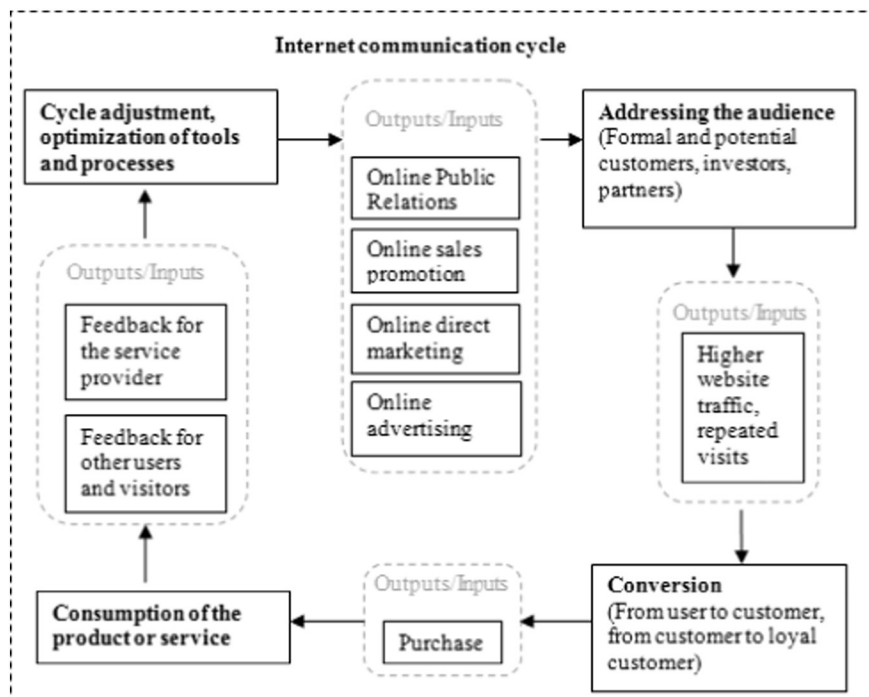 Internet communication cycle
Cycle adjustment,
optimization of tools
and processes
Outputs/Inputs
Online Public
Relations
Online sales
promotion
Online direct
marketing
Online
advertising
Addressing the audience
(Formal and potential
customers, investors,
partners)
Outputs/Inputs
Higher
website
traffic,
repeated
visits
Conversion
(From user to customer,
from customer to loyal
customer)
Outputs/Inputs
Purchase
Consumption of the
product or service
Outputs/Inputs
Feedback for
the service
provider
Feedback for
other users
and visitors